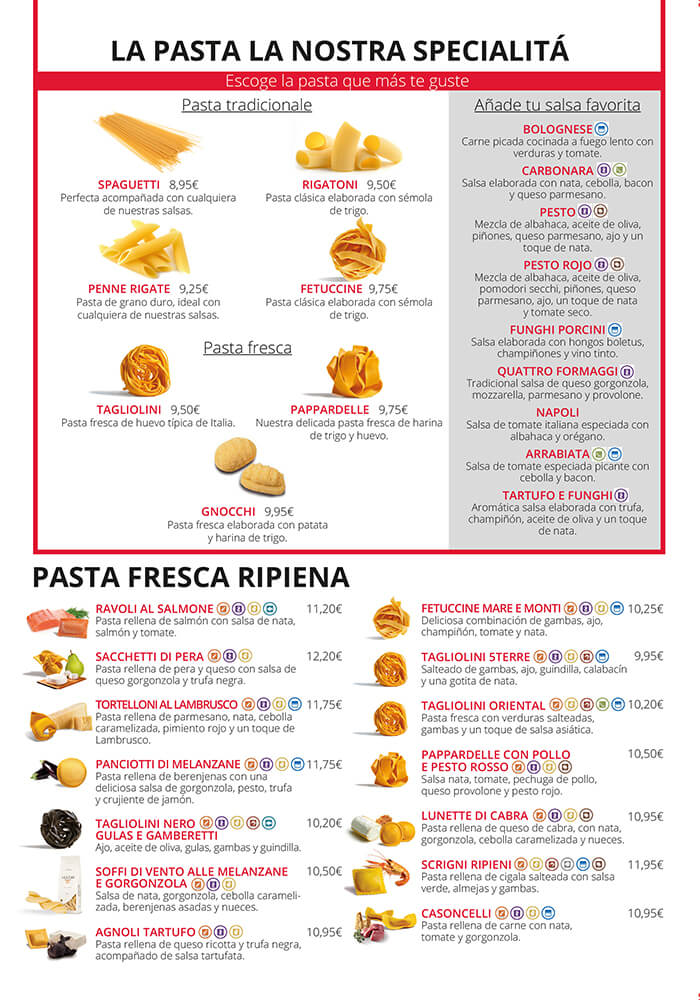 LA PASTA LA NOSTRA SPECIALITÁ
Escoge la pasta que más te guste
Pasta tradicionale
SPAGUETTI 8,95€
Perfecta acompañada con cualquiera
de nuestras salsas.
RIGATONI 9,50€
Pasta clásica elaborada con sémola
de trigo.
PENNE RIGATE 9,25€
Pasta de grano duro, ideal con
cualquiera de nuestras salsas.
FETUCCINE 9,75€
Pasta clásica elaborada con sémola
de trigo.
Pasta fresca
TAGLIOLINI 9,50€
Pasta fresca de huevo típica de Italia.
PAPPARDELLE 9,75€
Nuestra delicada pasta fresca de harina
de trigo y huevo.
GNOCCHI 9,95€
Pasta fresca elaborada con patata
y harina de trigo.
Añade tu salsa favorita
BOLOGNESE
Carne picada cocinada a fuego lento con
verduras y tomate.
CARBONARA
Salsa elaborada con nata, cebolla, bacon
y queso parmesano.
PESTO
Mezcla de albahaca, aceite de oliva,
piñones, queso parmesano, ajo y un
toque de nata.
PESTO ROJO
Mezcla de albahaca, aceite de oliva,
pomodori secchi, piñones, queso
parmesano, ajo, un toque de nata
y tomate seco.
FUNGHI PORCINI
Salsa elaborada con hongos boletus,
champiñones y vino tinto.
QUATTRO FORMAGGI
Tradicional salsa de queso gorgonzola,
mozzarella, parmesano y provolone.
NAPOLI
Salsa de tomate italiana especiada con
albahaca y orégano.
ARRABIATA
Salsa de tomate especiada picante con
cebolla y bacon.
TARTUFO E FUNGHI
Aromática salsa elaborada con trufa,
champiñón, aceite de oliva y un toque
de nata.
PASTA FRESCA RIPIENA
RAVOLI AL SALMONE 11,20€
Pasta rellena de salmón con salsa de nata,
salmón y tomate.
SACCHETTI DI PERA 12,20€
Pasta rellena de pera y queso con salsa de
queso gorgonzola y trufa negra.
TORTELLONI AL LAMBRUSCO 11,75€
Pasta rellena de parmesano, nata, cebolla
caramelizada, pimiento rojo y un toque de
Lambrusco.
PANCIOTTI DI MELANZANE 11,75€
Pasta rellena de berenjenas con una
deliciosa salsa de gorgonzola, pesto, trufa
y crujiente de jamón.
TAGLIOLINI NERO 10,20€
GULAS E GAMBERETTI
Ajo, aceite de oliva, gulas, gambas y guindilla.
SOFFI DI VENTO ALLE MELANZANE 10,50€
E GORGONZOLA
Salsa de nata, gorgonzola, cebolla carameli-
zada, berenjenas asadas y nueces.
AGNOLI TARTUFO 10,95€
Pasta rellena de queso ricotta y trufa negra,
acompañado de salsa tartufata.
FETUCCINE MARE E MONTI 10,25€
Deliciosa combinación de gambas, ajo,
champiñón, tomate y nata.
TAGLIOLINI 5TERRE 9,95€
Salteado de gambas, ajo, guindilla, calabacín
y una gotita de nata.
TAGLIOLINI ORIENTAL 10,20€
Pasta fresca con verduras salteadas,
gambas y un toque de salsa asiática.
PAPPARDELLE CON POLLO 10,50€
E PESTO ROSSO
Salsa nata, tomate, pechuga de pollo,
queso provolone y pesto rojo.
LUNETTE DI CABRA 10,95€
Pasta rellena de queso de cabra, con nata,
gorgonzola, cebolla caramelizada y nueces.
SCRIGNI RIPIENI 11,95€
Pasta rellena de cigala salteada con salsa
verde, almejas y gambas.
CASONCELLI 10,95€
Pasta rellena de carne con nata,
tomate y gorgonzola.